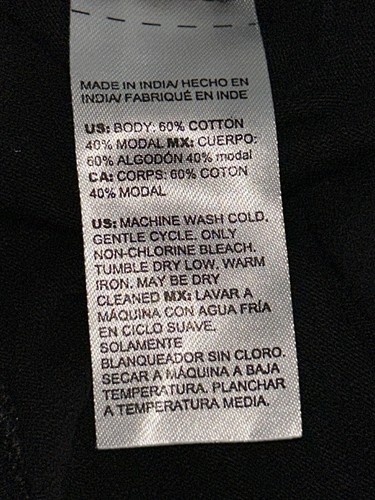 MADE IN INDIA/ HECHO EN
INDIA/ FABRIQUÉ EN INDE
US: BODY: 60% COTTON
40% MODAL MX: CUERPO:
60% ALGODÓN 40% modal
CA: CORPS: 60% COTON
40% MODAL
US: MACHINE WASH COLD,
GENTLE CYCLE. ONLY
NON-CHLORINE BLEACH.
TUMBLE DRY LOW. WARM
IRON. MAY BE DRY
CLEANED MX: LAVAR A
MÁQUINA CON AGUA FRÍA
EN CICLO SUAVE.
SOLAMENTE
BLANQUEADOR SIN CLORO.
SECAR A MÁQUINA A BAJA
TEMPERATURA. PLANCHAR
A TEMPERATURA MEDIA.